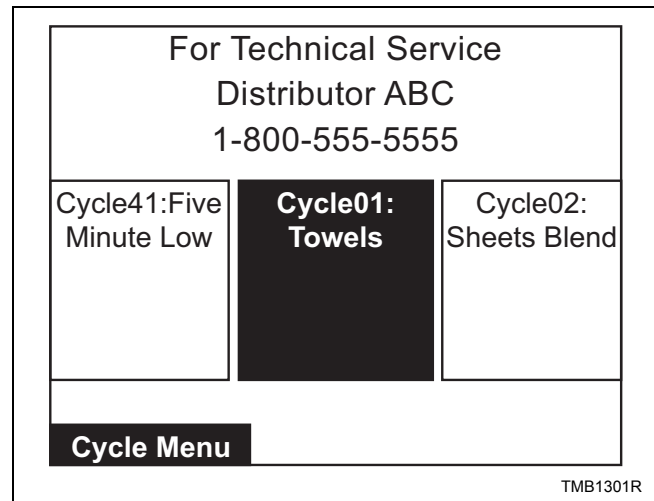 For Technical Service
Distributor ABC
1-800-555-5555
Cycle41:Five
Minute Low
Cycle01:
Towels
Cycle02:
Sheets Blend
Cycle Menu
TMB1301R